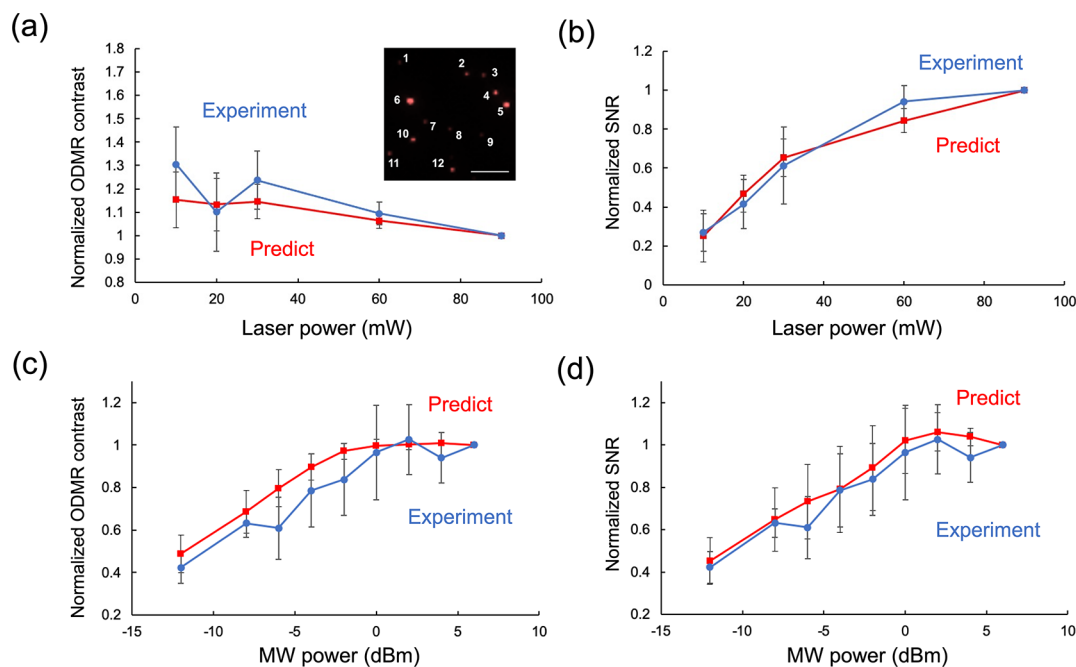 (a)
Normalized ODMR contrast
1.8
1.7
1.6
1.5
1.4
1.3
1.2
1.1
1
0.9
0.8
0 20 40 60 80 100
Laser power (mW)
Experiment
Predict
1
2
3
4
5
6
7
8
9
10
11
12
(b)
Normalized SNR
1.2
1
0.8
0.6
0.4
0.2
0
0 20 40 60 80 100
Laser power (mW)
Experiment
Predict
(c)
Normalized ODMR contrast
1.2
1
0.8
0.6
0.4
0.2
-15 -10 -5 0 5 10
MW power (dBm)
Predict
Experiment
(d)
Normalized SNR
1.2
1
0.8
0.6
0.4
0.2
-15 -10 -5 0 5 10
MW power (dBm)
Predict
Experiment